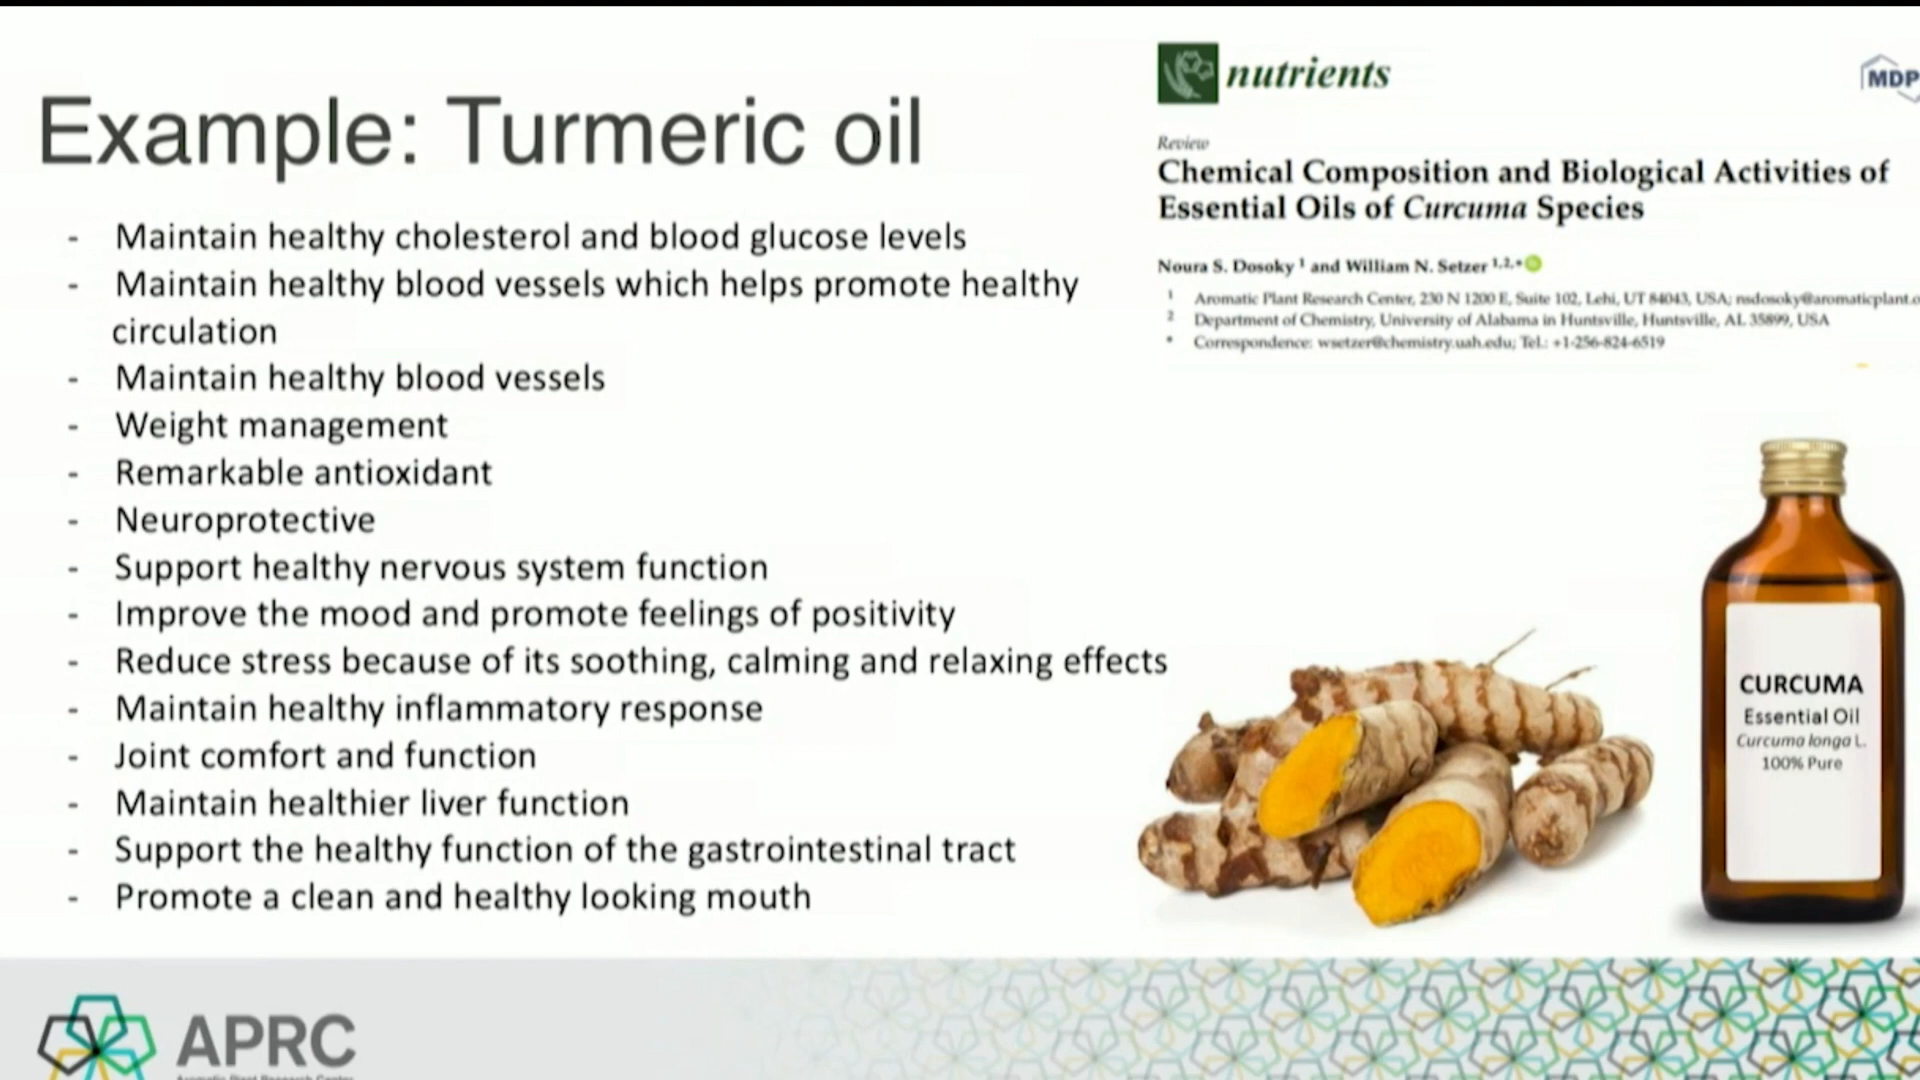 Example: Turmeric oil
- Maintain healthy cholesterol and blood glucose levels
- Maintain healthy blood vessels which helps promote healthy
circulation
- Maintain healthy blood vessels
- Weight management
- Remarkable antioxidant
- Neuroprotective
- Support healthy nervous system function
- Improve the mood and promote feelings of positivity
- Reduce stress because of its soothing, calming and relaxing effects
- Maintain healthy inflammatory response
- Joint comfort and function
- Maintain healthier liver function
- Support the healthy function of the gastrointestinal tract
- Promote a clean and healthy looking mouth
nutrients
MDP
Review
Chemical Composition and Biological Activities of
Essential Oils of Curcuma Species
Noura S. Dosoky 1 and William N. Setzer 1,2,*
1 Aromatic Plant Research Center, 230 N 1200 E, Suite 102, Lehi, UT 84043, USA; nsdosoky@aromaticplant.o
2 Department of Chemistry, University of Alabama in Huntsville, Huntsville, AL 35899, USA
* Correspondence: wsetzer@chemistry.uah.edu; Tel.: +1-256-824-6519
CURCUMA
Essential Oil
Curcuma longa L.
100% Pure
APRC
Aromatic Plant Research Center